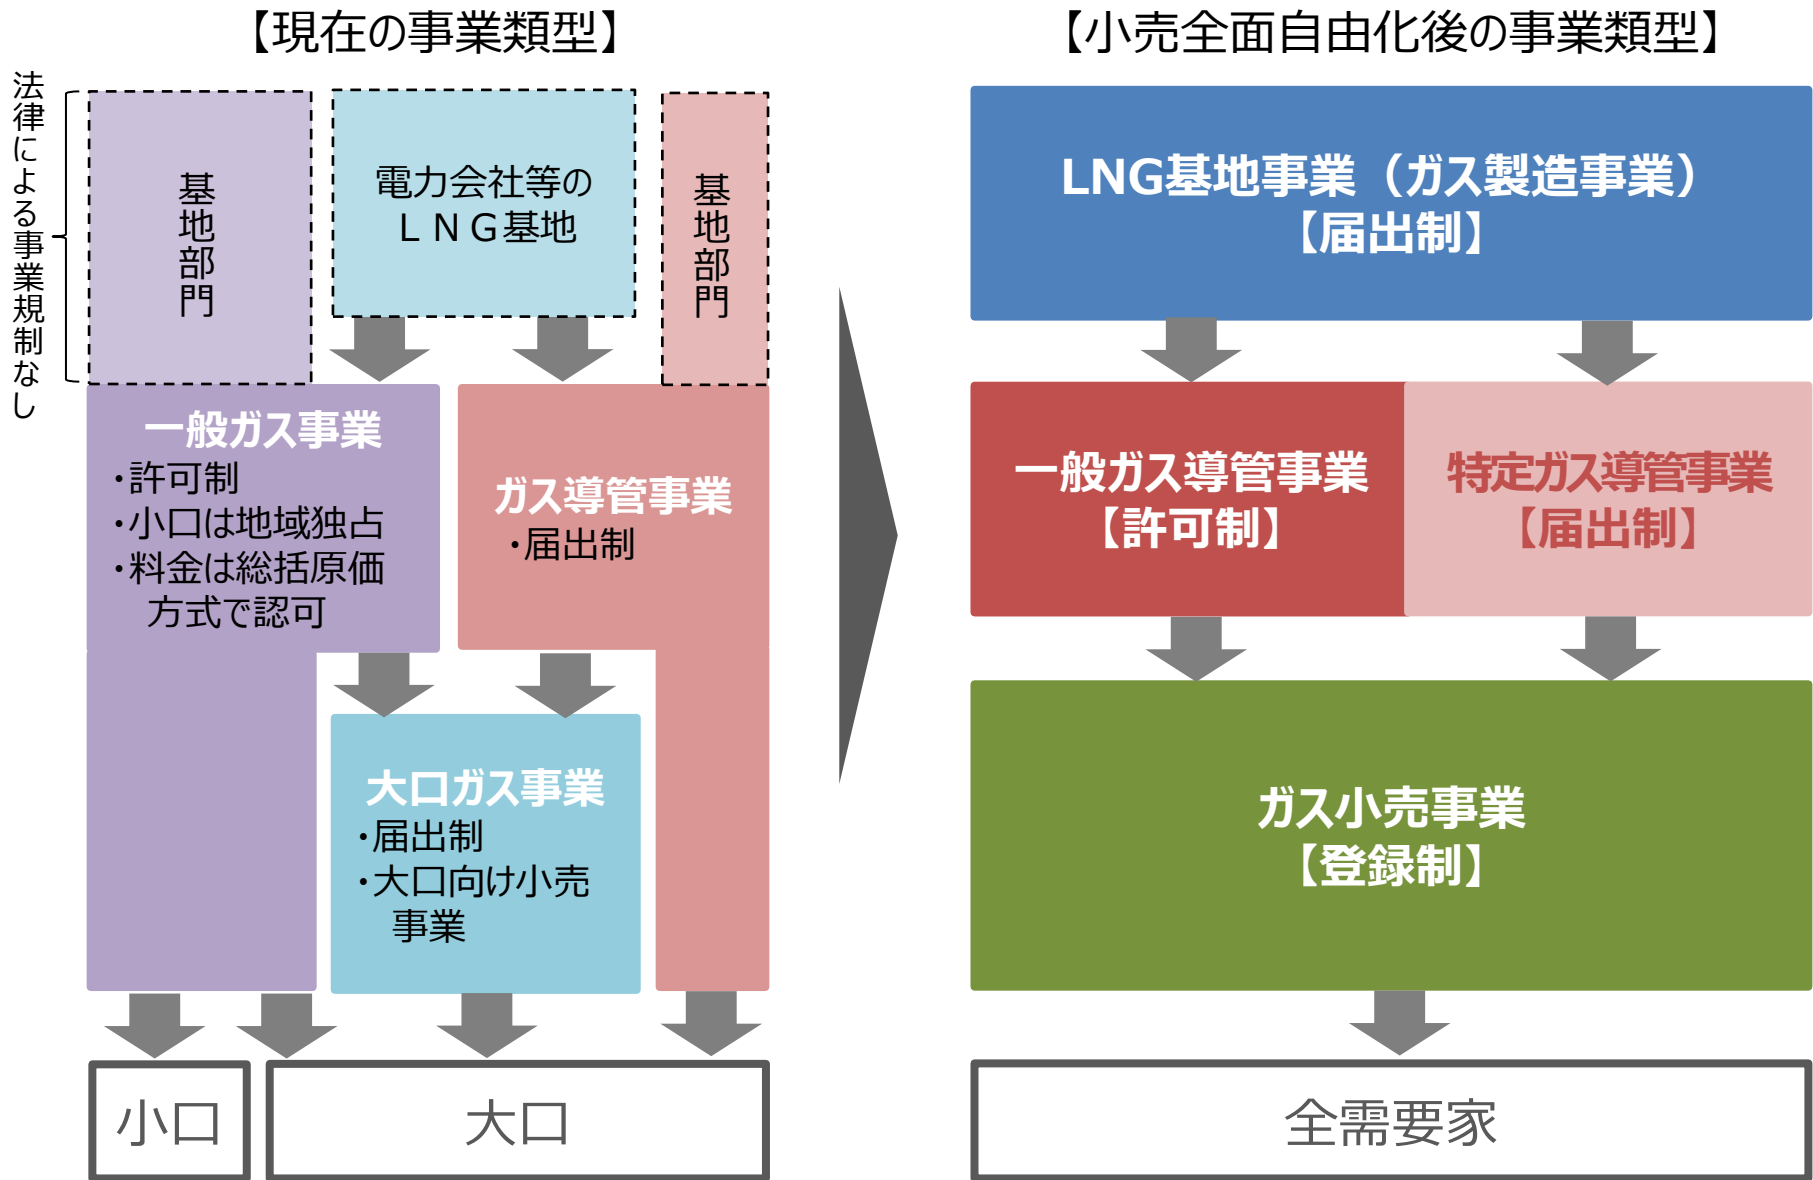 【現在の事業類型】
法律による事業規制なし
基地部門
電力会社等の
ＬＮＧ基地
基地部門
一般ガス事業
・許可制
・小口は地域独占
・料金は総括原価
方式で認可
ガス導管事業
・届出制
大口ガス事業
・届出制
・大口向け小売
事業
小口
大口
【小売全面自由化後の事業類型】
LNG基地事業（ガス製造事業）
【届出制】
一般ガス導管事業
【許可制】
特定ガス導管事業
【届出制】
ガス小売事業
【登録制】
全需要家